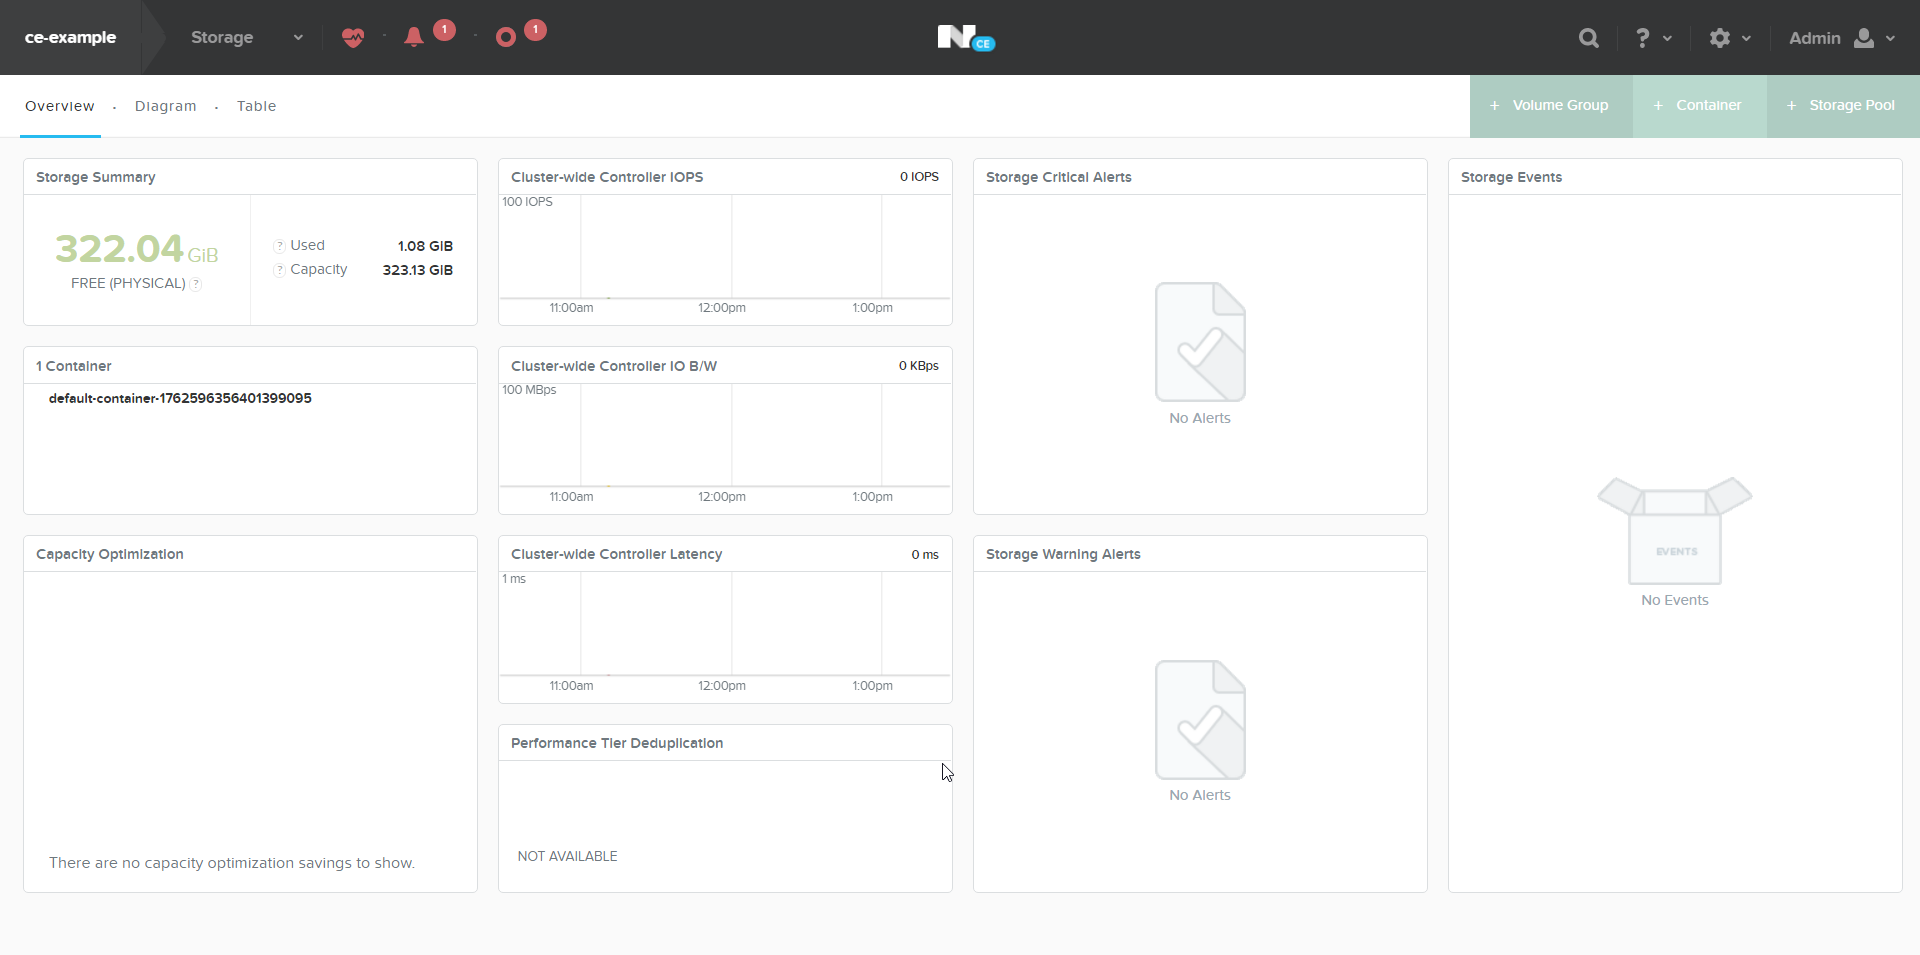 ce-example
Storage
1
1
N CE
?
Admin
Overview · Diagram · Table
+ Volume Group
+ Container
+ Storage Pool
Storage Summary
322.04 GiB
FREE (PHYSICAL) ?
? Used 1.08 GiB
? Capacity 323.13 GiB
1 Container
default-container-1762596356401399095
Capacity Optimization
There are no capacity optimization savings to show.
Cluster-wide Controller IOPS 0 IOPS
100 IOPS
11:00am 12:00pm 1:00pm
Cluster-wide Controller IO B/W 0 KBps
100 MBps
11:00am 12:00pm 1:00pm
Cluster-wide Controller Latency 0 ms
1 ms
11:00am 12:00pm 1:00pm
Performance Tier Deduplication
NOT AVAILABLE
Storage Critical Alerts
No Alerts
Storage Warning Alerts
No Alerts
Storage Events
EVENTS
No Events